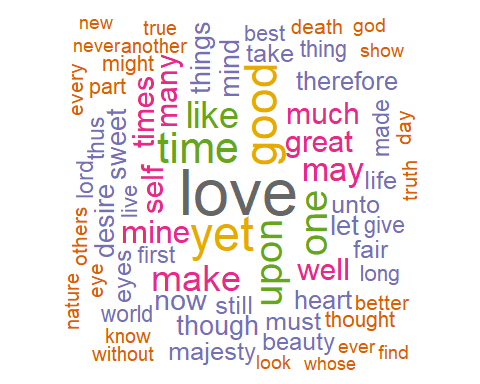 new true best death god
never another things mind take thing show
might
every part many good therefore
times like much made
thus sweet time great day
lord self love may life truth
desire live one unto
others mine yet upon let give
eye eyes first fair
nature make well long
now still heart better
world though must thought
know
without majesty beauty ever find
look whose